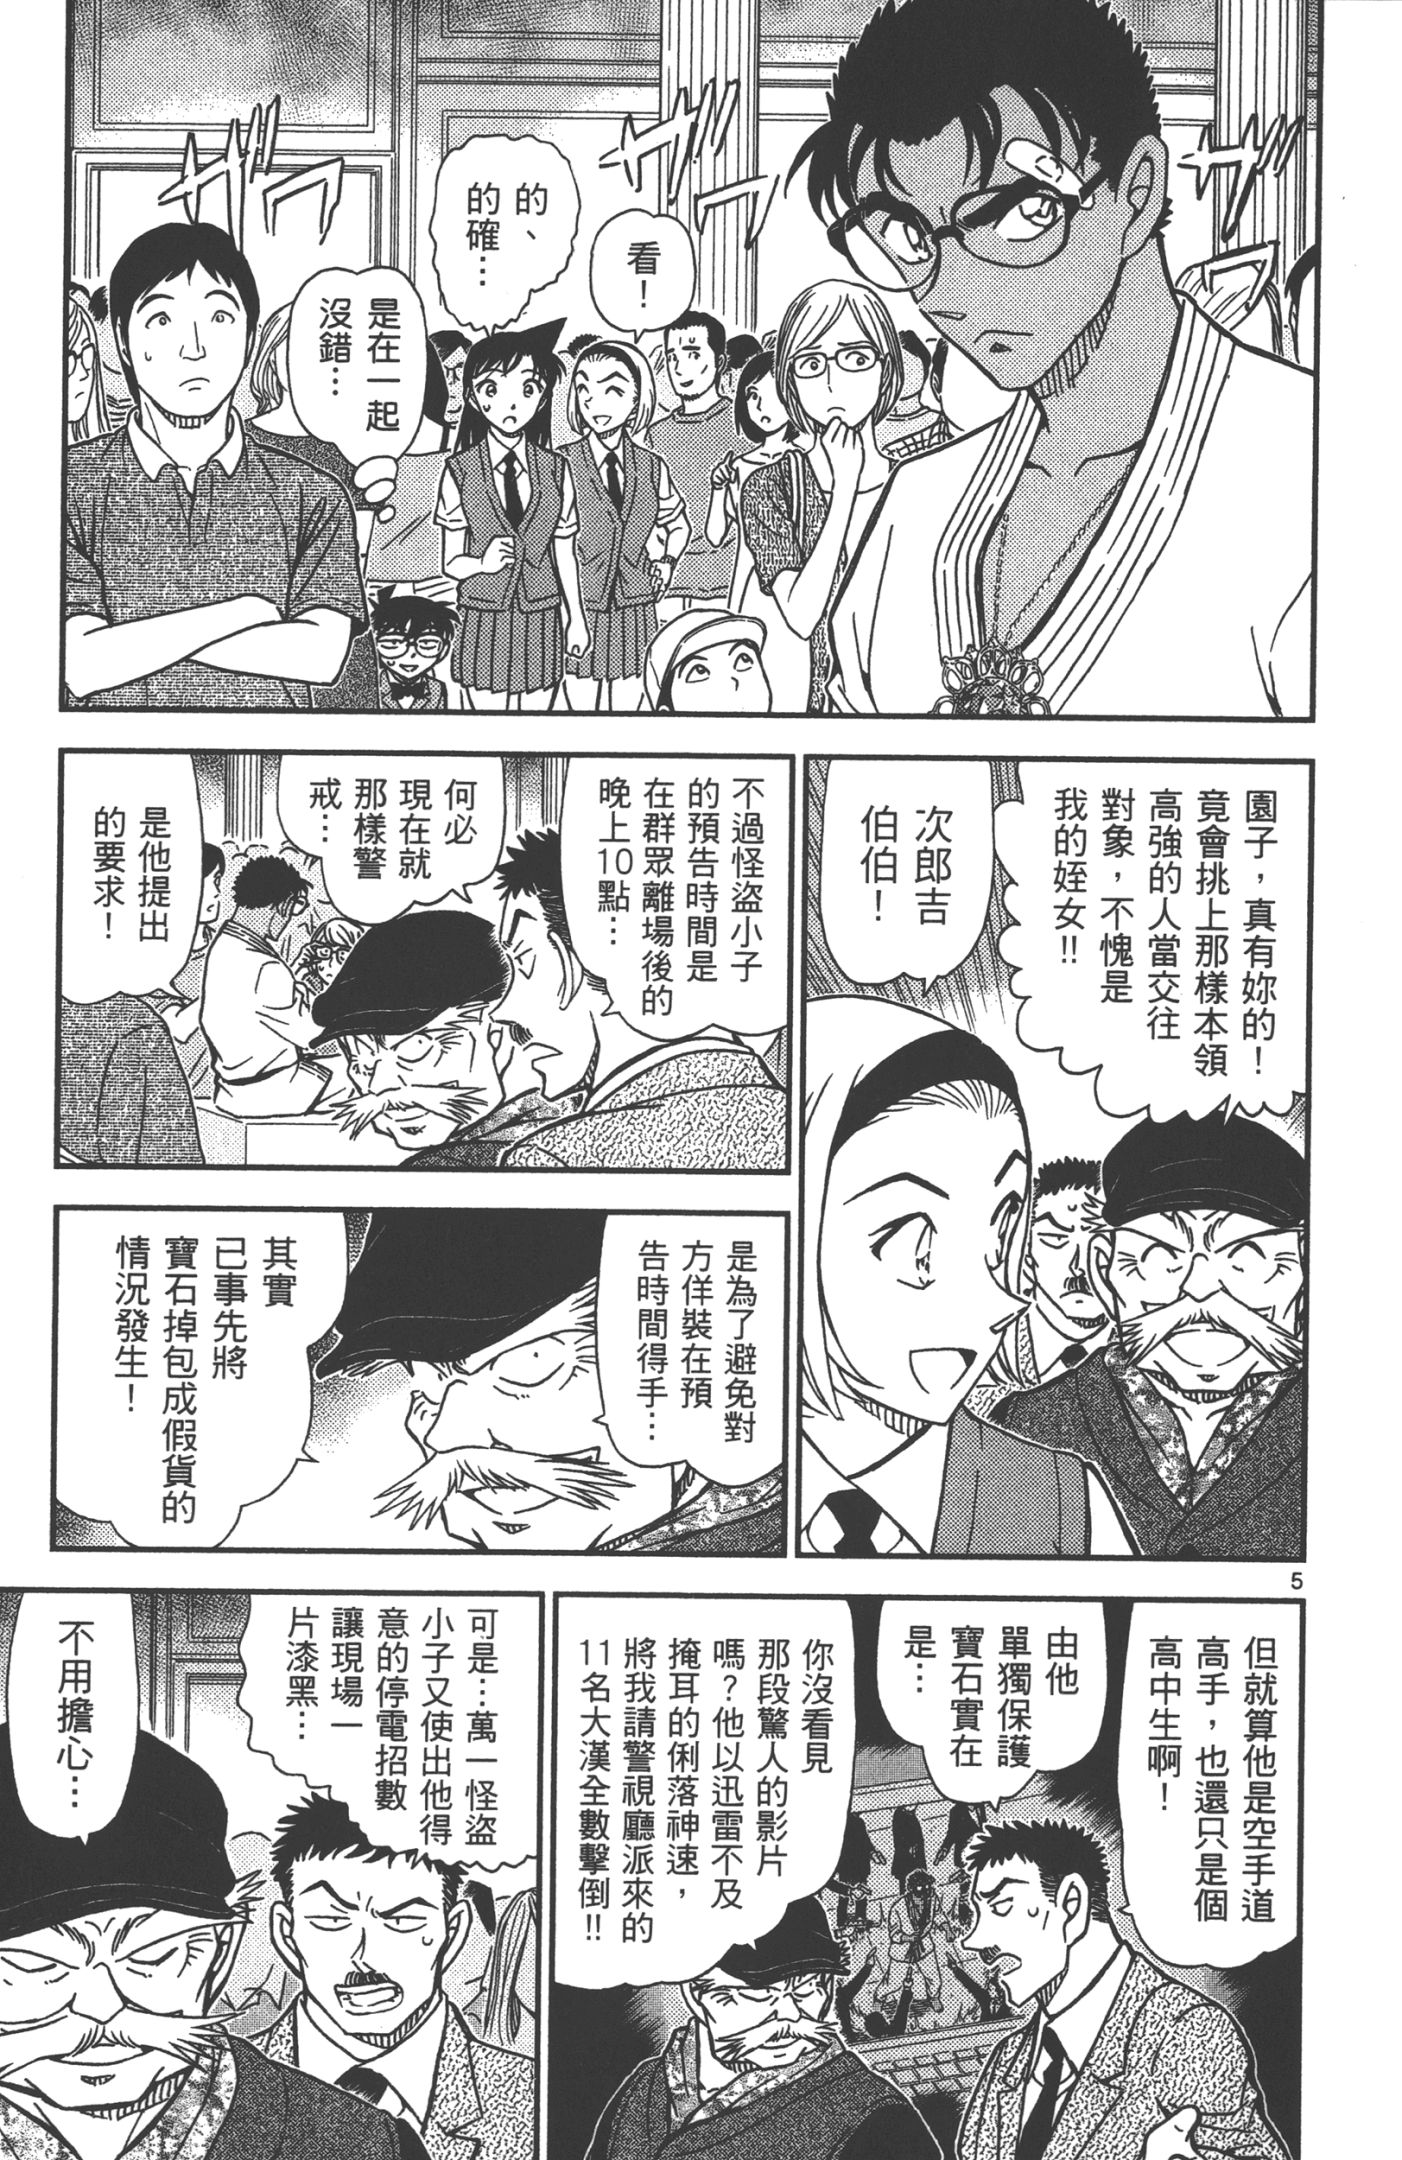 看！
的、
的確…
是在一起
沒錯…
ザッ
ザッ
ザッ
園子，真有妳的！
竟會挑上那樣本領
高強的人當交往
對象，不愧是
我的姪女!!
次郎吉
伯伯！
不過怪盜小子
的預告時間是
在群眾離場後的
晚上10點…
何必
現在就
那樣警
戒…
是他提出
的要求！
是為了避免對
方佯裝在預
告時間得手…
其實
已事先將
寶石掉包成假貨的
情況發生！
5
但就算他是空手道
高手，也還只是個
高中生啊！
由他
單獨保護
寶石實在
是…
你沒看見
那段驚人的影片
嗎？他以迅雷不及
掩耳的俐落神速，
將我請警視廳派來的
11名大漢全數擊倒!!
可是…萬一怪盜
小子又使出他得
意的停電招數
讓現場一
片漆黑…
不用擔心…